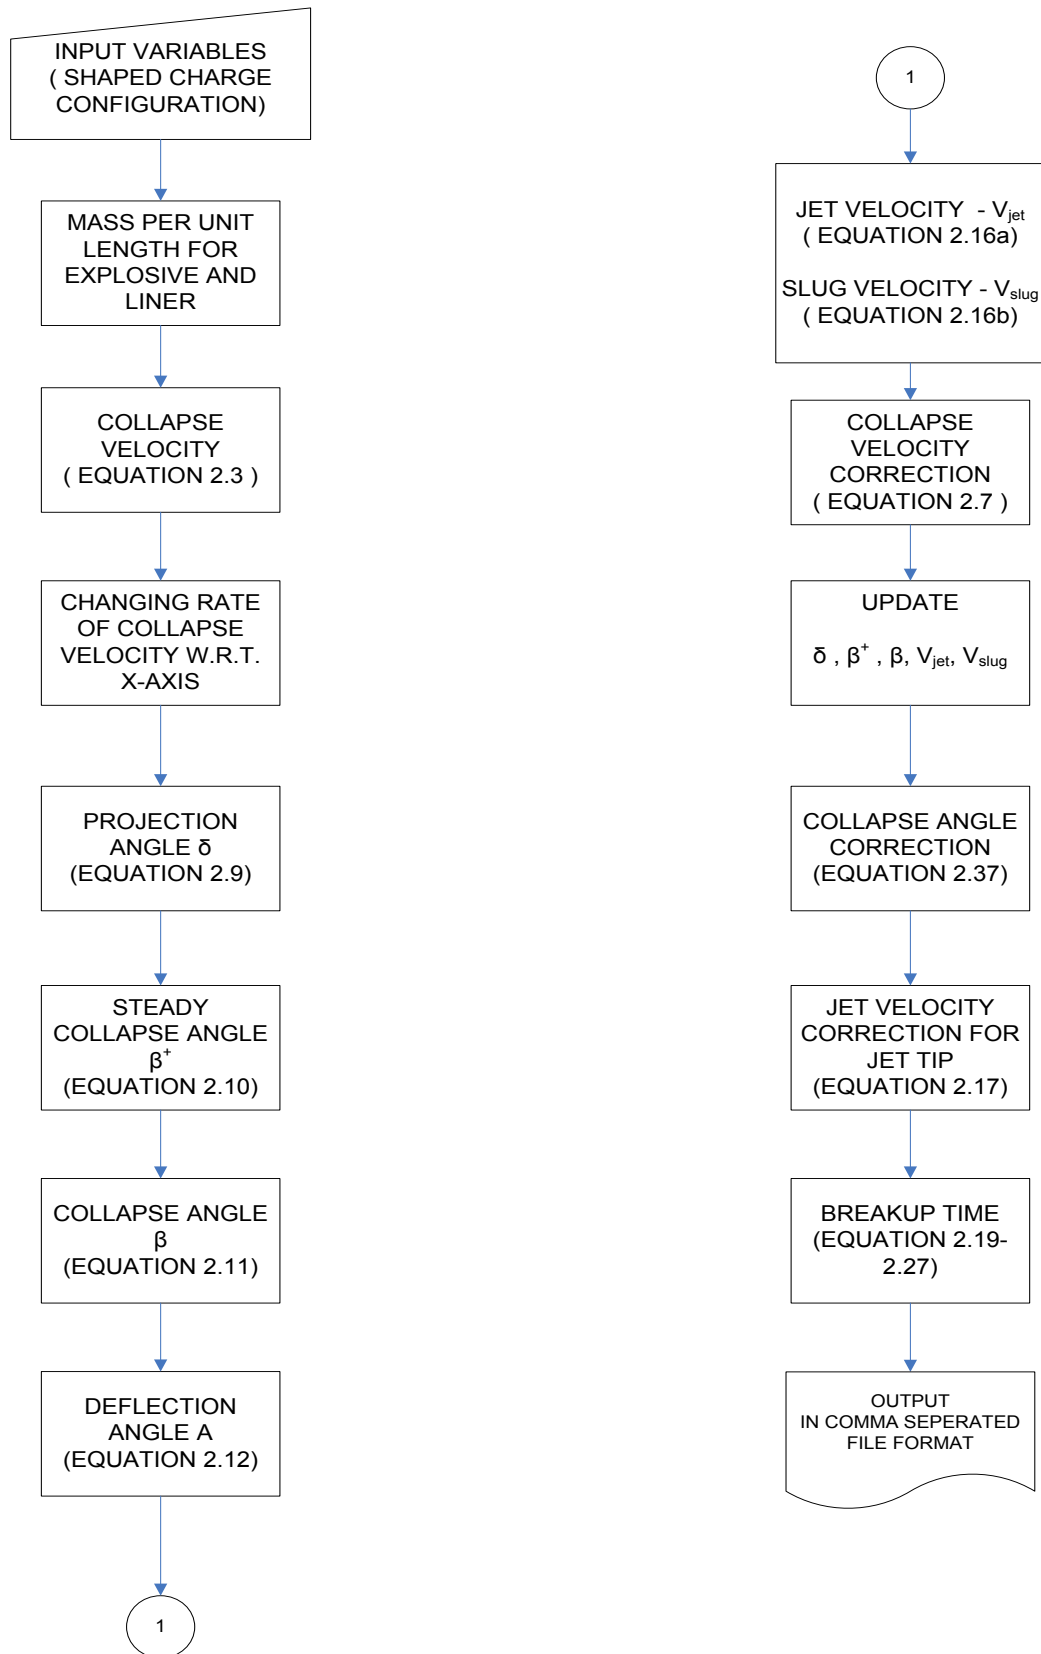 INPUT VARIABLES
( SHAPED CHARGE
CONFIGURATION)
MASS PER UNIT
LENGTH FOR
EXPLOSIVE AND
LINER
COLLAPSE
VELOCITY
( EQUATION 2.3 )
CHANGING RATE
OF COLLAPSE
VELOCITY W.R.T.
X-AXIS
PROJECTION
ANGLE δ
(EQUATION 2.9)
STEADY
COLLAPSE ANGLE
β⁺
(EQUATION 2.10)
COLLAPSE ANGLE
β
(EQUATION 2.11)
DEFLECTION
ANGLE A
(EQUATION 2.12)
1
1
JET VELOCITY - Vjet
( EQUATION 2.16a)
SLUG VELOCITY - Vslug
( EQUATION 2.16b)
COLLAPSE
VELOCITY
CORRECTION
( EQUATION 2.7 )
UPDATE
δ , β⁺ , β, Vjet, Vslug
COLLAPSE ANGLE
CORRECTION
(EQUATION 2.37)
JET VELOCITY
CORRECTION FOR
JET TIP
(EQUATION 2.17)
BREAKUP TIME
(EQUATION 2.19-
2.27)
OUTPUT
IN COMMA SEPERATED
FILE FORMAT